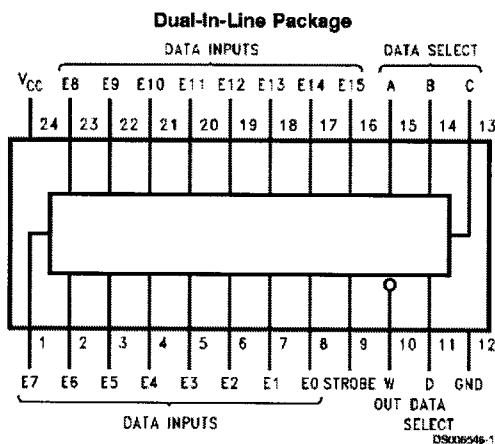 Dual-In-Line Package
DATA INPUTS DATA SELECT
VCC E8 E9 E10 E11 E12 E13 E14 E15 A B C
24 23 22 21 20 19 18 17 16 15 14 13
1 2 3 4 5 6 7 8 9 10 11 12
E7 E6 E5 E4 E3 E2 E1 E0 STROBE W D GND
DATA INPUTS OUT DATA
SELECT
DS006546-1